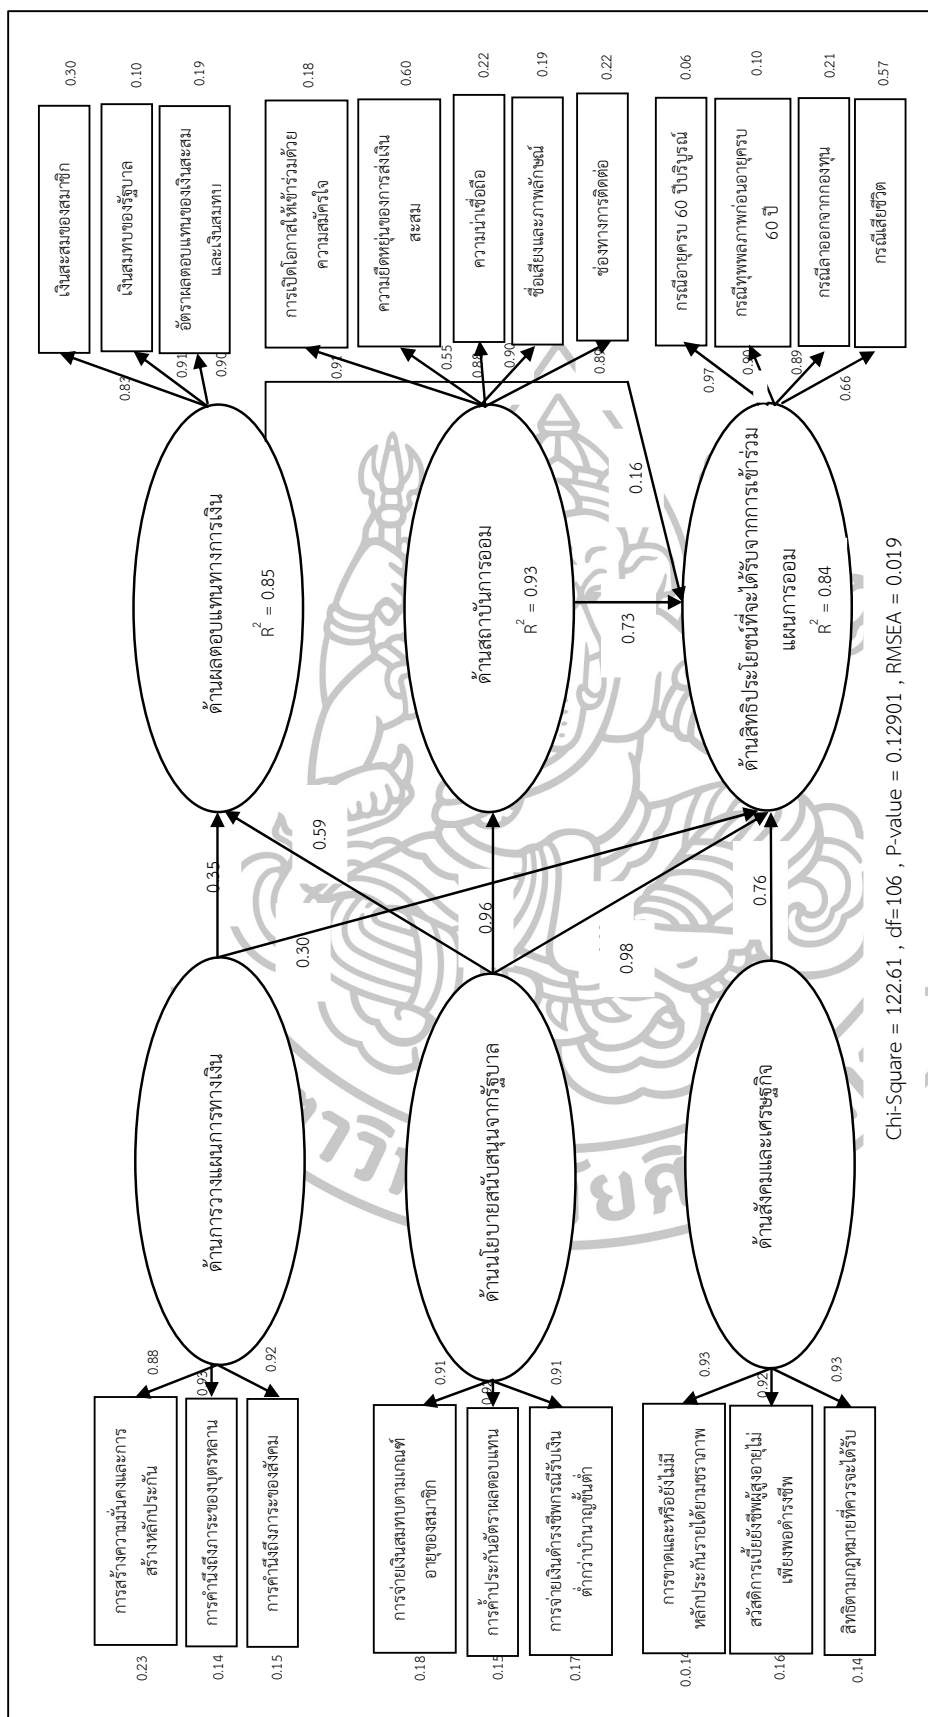 0.23
การสร้างความมั่นคงและการ
สร้างหลักประกัน
0.14
การคำนึงถึงภาระของบุตรหลาน
0.15
การคำนึงถึงภาระของสังคม
0.88
0.93
0.92
ด้านการวางแผนการทางเงิน
0.35
0.30
ด้านผลตอบแทนทางการเงิน
R² = 0.85
0.83
0.91
0.90
เงินสะสมของสมาชิก
0.30
เงินสมทบของรัฐบาล
0.10
อัตราผลตอบแทนของเงินสะสม
และเงินสมทบ
0.19
0.18
การจ่ายเงินสมทบตามเกณฑ์
อายุของสมาชิก
0.15
การค้ำประกันอัตราผลตอบแทน
0.17
การจ่ายเงินดำรงชีพกรณีรับเงิน
ต่ำกว่าบำนาญขั้นต่ำ
0.91
0.92
0.91
ด้านนโยบายสนับสนุนจากรัฐบาล
0.59
0.96
0.98
ด้านสถาบันการออม
R² = 0.93
0.73
0.16
0.91
0.55
0.88
0.90
0.89
การเปิดโอกาสให้เข้าร่วมด้วย
ความสมัครใจ
0.18
ความยืดหยุ่นของการส่งเงิน
สะสม
0.60
ความน่าเชื่อถือ
0.22
ชื่อเสียงและภาพลักษณ์
0.19
ช่องทางการติดต่อ
0.22
0.0.14
การขาดและหรือยังไม่มี
หลักประกันรายได้ยามชราภาพ
0.16
สวัสดิการเบี้ยยังชีพผู้สูงอายุไม่
เพียงพอดำรงชีพ
0.14
สิทธิตามกฎหมายที่ควรจะได้รับ
0.93
0.92
0.93
ด้านสังคมและเศรษฐกิจ
0.76
ด้านสิทธิประโยชน์ที่จะได้รับจากการเข้าร่วม
แผนการออม
R² = 0.84
0.97
0.90
0.89
0.66
กรณีอายุครบ 60 ปีบริบูรณ์
0.06
กรณีทุพพลภาพก่อนอายุครบ
60 ปี
0.10
กรณีลาออกจากกองทุน
0.21
กรณีเสียชีวิต
0.57
Chi-Square = 122.61 , df=106 , P-value = 0.12901 , RMSEA = 0.019